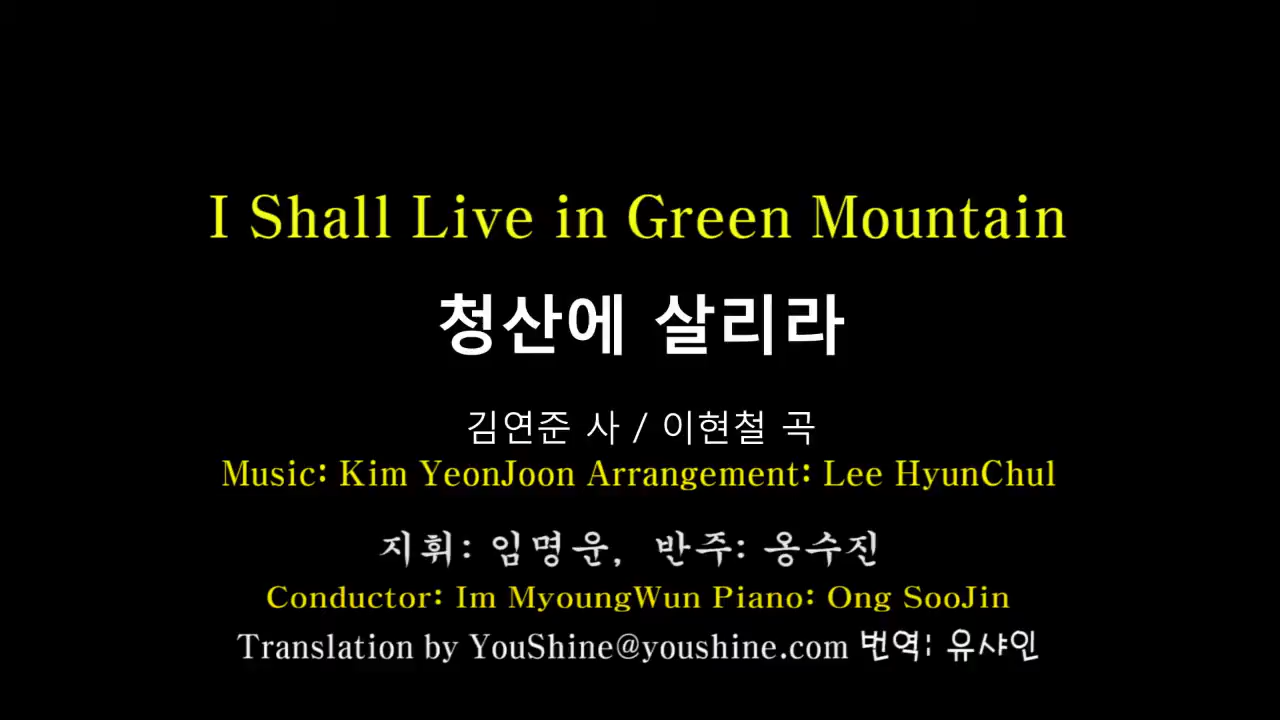 I Shall Live in Green Mountain
청산에 살리라
김연준 사 / 이현철 곡
Music: Kim YeonJoon Arrangement: Lee HyunChul
지휘: 임명운, 반주: 옹수진
Conductor: Im MyoungWun Piano: Ong SooJin
Translation by YouShine@youshine.com 번역: 유샤인